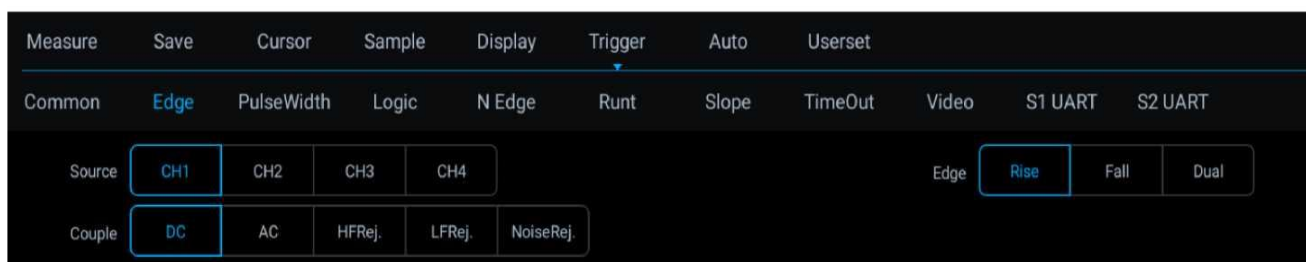 Measure Save Cursor Sample Display Trigger Auto Userset
Common Edge PulseWidth Logic N Edge Runt Slope TimeOut Video S1 UART S2 UART
Source CH1 CH2 CH3 CH4 Edge Rise Fall Dual
Couple DC AC HFRej. LFRej. NoiseRej.